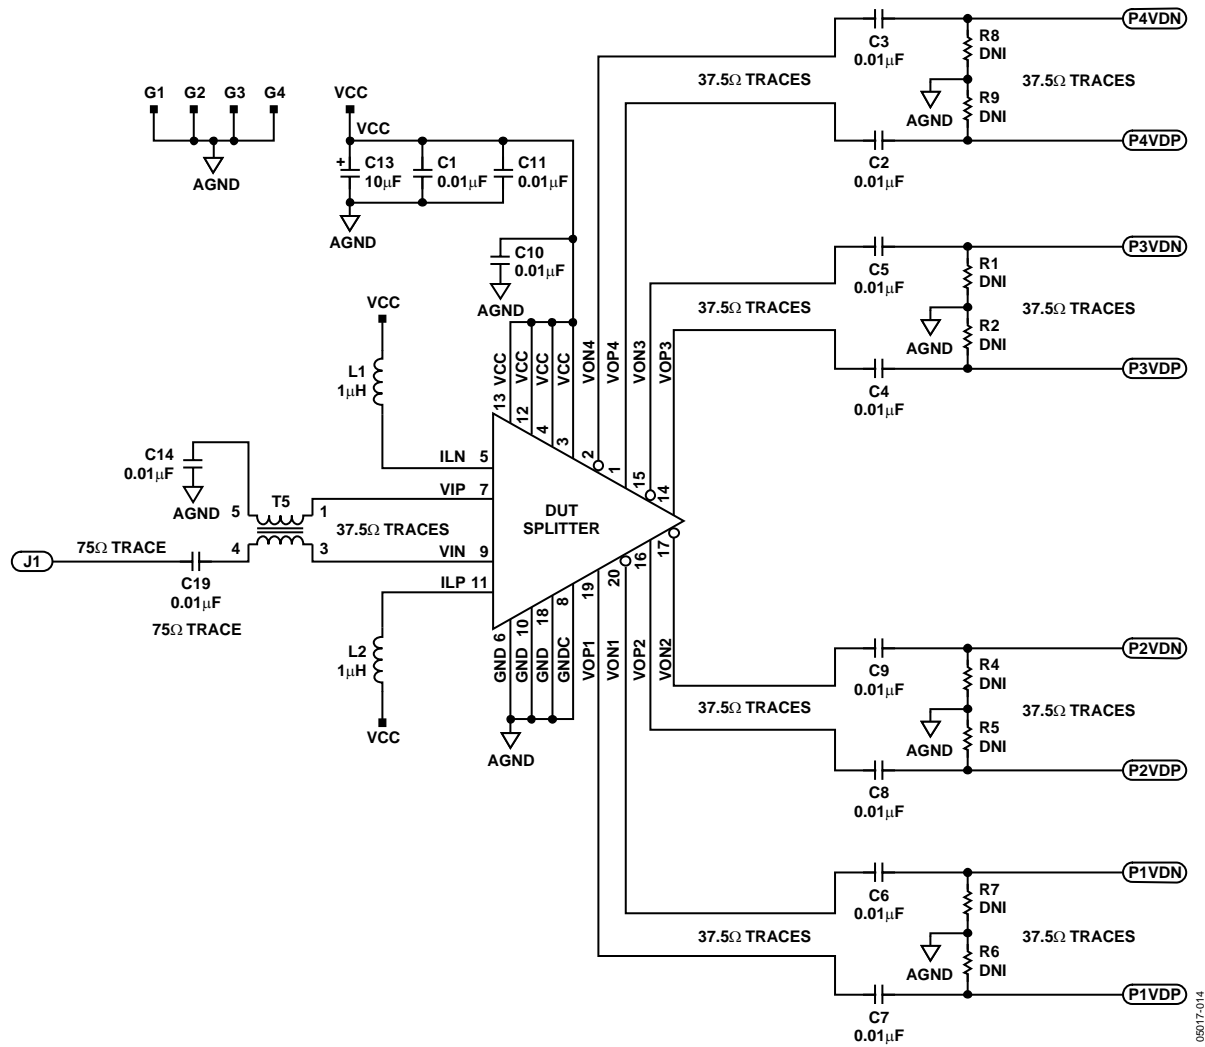 C3
0.01µF
P4VDN
R8
DNI
37.5Ω TRACES
37.5Ω TRACES
AGND
R9
DNI
C2
0.01µF
P4VDP
G1 G2 G3 G4
AGND
VCC
VCC
+
C13
10µF
C1
0.01µF
C11
0.01µF
AGND
C10
0.01µF
AGND
C5
0.01µF
P3VDN
R1
DNI
37.5Ω TRACES
37.5Ω TRACES
AGND
R2
DNI
C4
0.01µF
P3VDP
VCC
L1
1µH
13 VCC
12 VCC
4 VCC
3 VCC
2 VON4
1 VOP4
15 VON3
14 VOP3
C14
0.01µF
AGND
T5
5 1
4 3
ILN 5
VIP 7
37.5Ω TRACES
VIN 9
ILP 11
DUT
SPLITTER
J1
75Ω TRACE
C19
0.01µF
75Ω TRACE
L2
1µH
VCC
GND 6
GND 10
GND 18
GNDC 8
VOP1 19
VON1 20
VOP2 16
VON2 17
AGND
C9
0.01µF
P2VDN
R4
DNI
37.5Ω TRACES
37.5Ω TRACES
AGND
R5
DNI
C8
0.01µF
P2VDP
C6
0.01µF
P1VDN
R7
DNI
37.5Ω TRACES
37.5Ω TRACES
AGND
R6
DNI
C7
0.01µF
P1VDP
05017-014